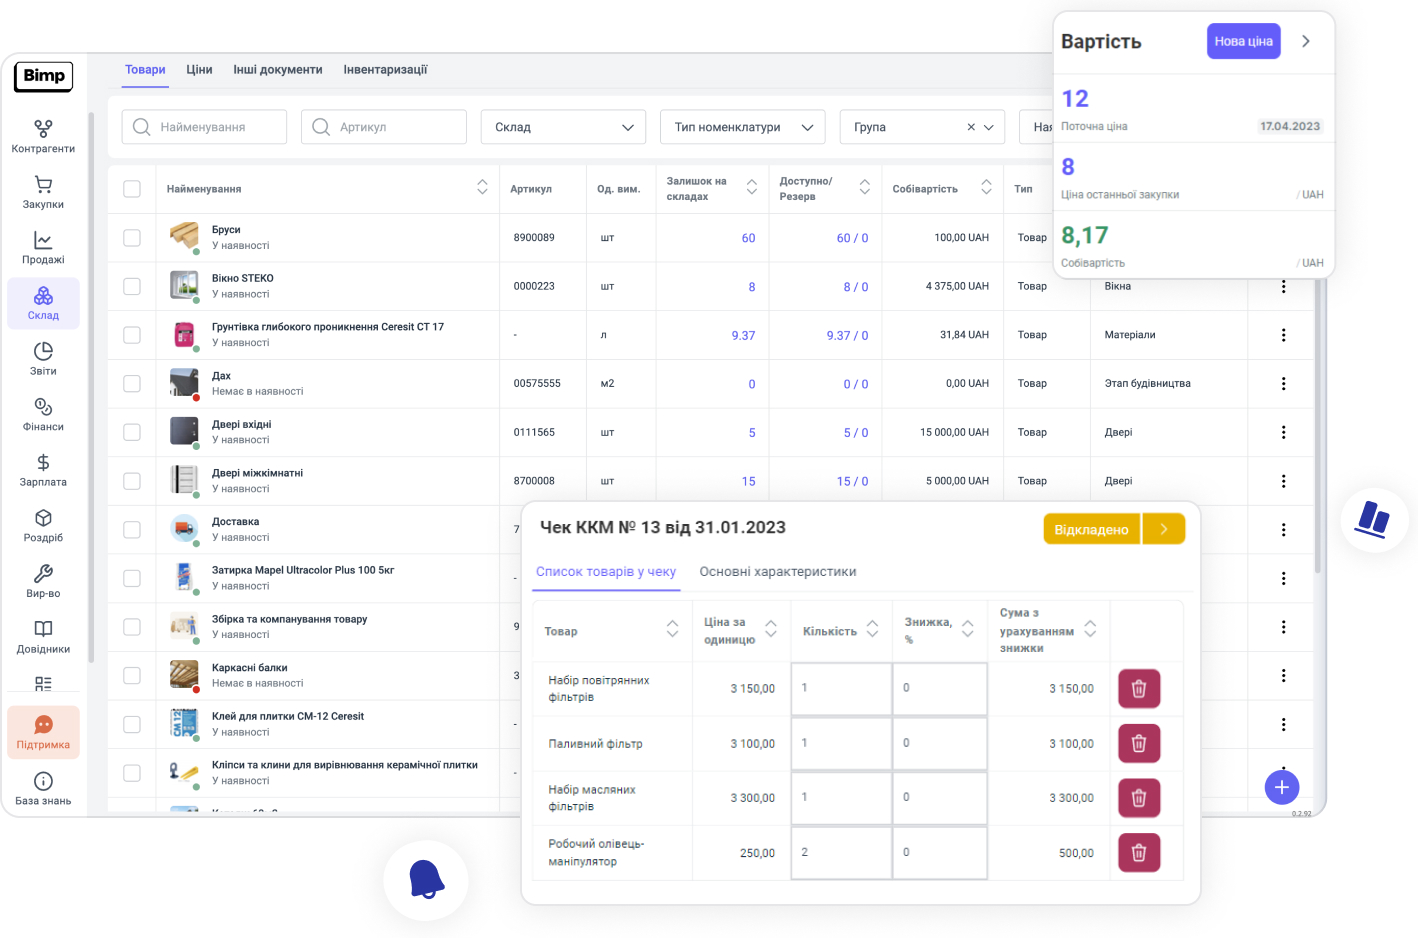 Bimp
Контрагенти
Закупки
Продажі
Склад
Звіти
Фінанси
Зарплата
Роздріб
Вир-во
Довідники
Підтримка
База знань
Товари Ціни Інші документи Інвентаризації
Найменування Артикул Склад Тип номенклатури Група
Найменування Артикул Од. вим. Залишок на складах Доступно/ Резерв Собівартість Тип
Бруси
У наявності
8900089 шт 60 60 / 0 100,00 UAH Товар
Вікно STEKO
У наявності
0000223 шт 8 8 / 0 4 375,00 UAH Товар Вікна
Грунтівка глибокого проникнення Ceresit CT 17
У наявності
- л 9.37 9.37 / 0 31,84 UAH Товар Матеріали
Дах
Немає в наявності
00575555 м2 0 0 / 0 0,00 UAH Товар Этап будівництва
Двері вхідні
У наявності
0111565 шт 5 5 / 0 15 000,00 UAH Товар Двері
Двері міжкімнатні
У наявності
8700008 шт 15 15 / 0 5 000,00 UAH Товар Двері
Доставка
У наявності
7
Затирка Mapel Ultracolor Plus 100 5кг
У наявності
-
Збірка та компанування товару
У наявності
9
Каркасні балки
Немає в наявності
3
Клей для плитки CM-12 Ceresit
У наявності
-
Кліпси та клини для вирівнювання керамічної плитки
У наявності
-
0.2.92
Вартість Нова ціна
12
Поточна ціна 17.04.2023
8
Ціна останньої закупки / UAH
8,17
Собівартість / UAH
Чек ККМ № 13 від 31.01.2023 Відкладено
Список товарів у чеку Основні характеристики
Товар Ціна за одиницю Кількість Знижка, % Сума з урахуванням знижки
Набір повітрянних
фільтрів
3 150,00 1 0 3 150,00
Паливний фільтр 3 100,00 1 0 3 100,00
Набір масляних
фільтрів
3 300,00 1 0 3 300,00
Робочий олівець-
маніпулятор
250,00 2 0 500,00